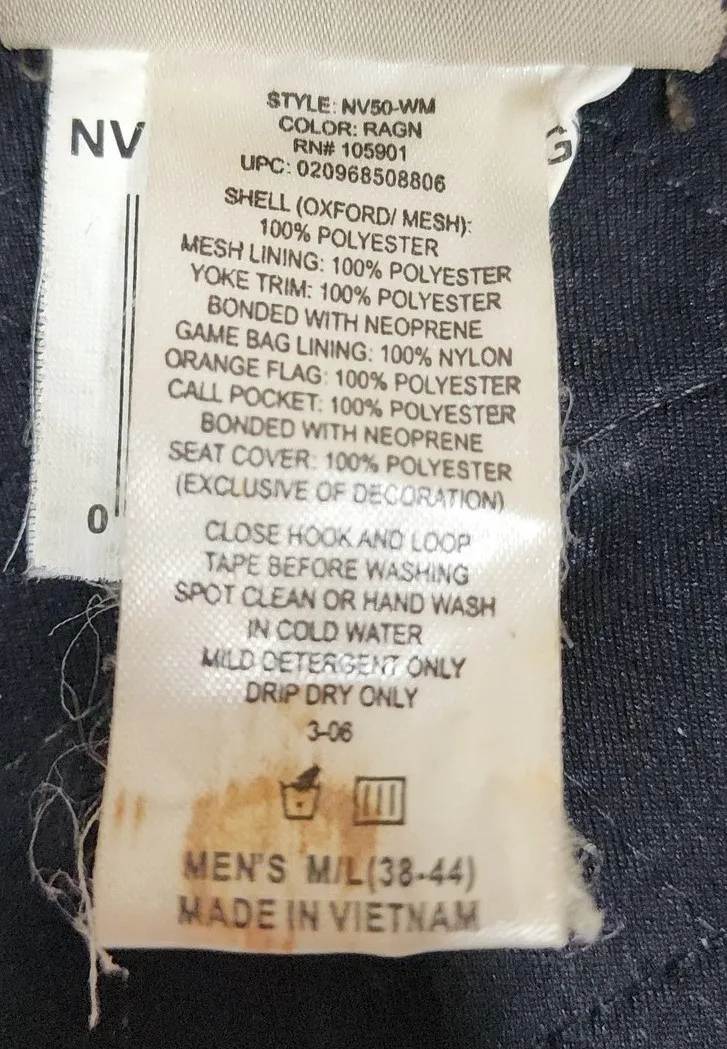 STYLE: NV50-WM
COLOR: RAGN
RN# 105901
UPC: 020968508806
SHELL (OXFORD/ MESH):
100% POLYESTER
MESH LINING: 100% POLYESTER
YOKE TRIM: 100% POLYESTER
BONDED WITH NEOPRENE
GAME BAG LINING: 100% NYLON
ORANGE FLAG: 100% POLYESTER
CALL POCKET: 100% POLYESTER
BONDED WITH NEOPRENE
SEAT COVER: 100% POLYESTER
(EXCLUSIVE OF DECORATION)
CLOSE HOOK AND LOOP
TAPE BEFORE WASHING
SPOT CLEAN OR HAND WASH
IN COLD WATER
MILD DETERGENT ONLY
DRIP DRY ONLY
3-06
MEN'S M/L(38-44)
MADE IN VIETNAM
NV
G
0